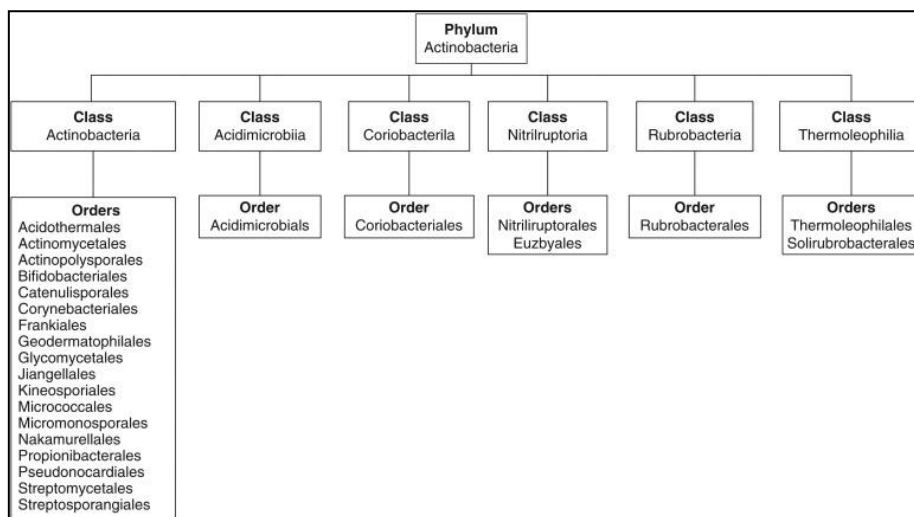 Phylum
Actinobacteria
Class
Actinobacteria
Class
Acidimicrobiia
Class
Coriobacterila
Class
Nitrilruptoria
Class
Rubrobacteria
Class
Thermoleophilia
Orders
Acidothermales
Actinomycetales
Actinopolysporales
Bifidobacteriales
Catenulisporales
Corynebacteriales
Frankiales
Geodermatophilales
Glycomycetales
Jiangellales
Kineosporiales
Micrococcales
Micromonosporales
Nakamurellales
Propionibacterales
Pseudonocardiales
Streptomycetales
Streptosporangiales
Order
Acidimicrobials
Order
Coriobacteriales
Orders
Nitriliruptorales
Euzbyales
Order
Rubrobacterales
Orders
Thermoleophilales
Solirubrobacterales